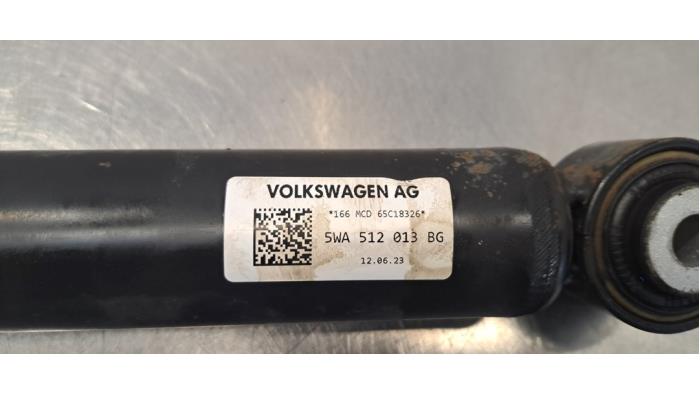 VOLKSWAGEN AG
*166 MCD 65C18326*
5WA 512 013 BG
12.06.23